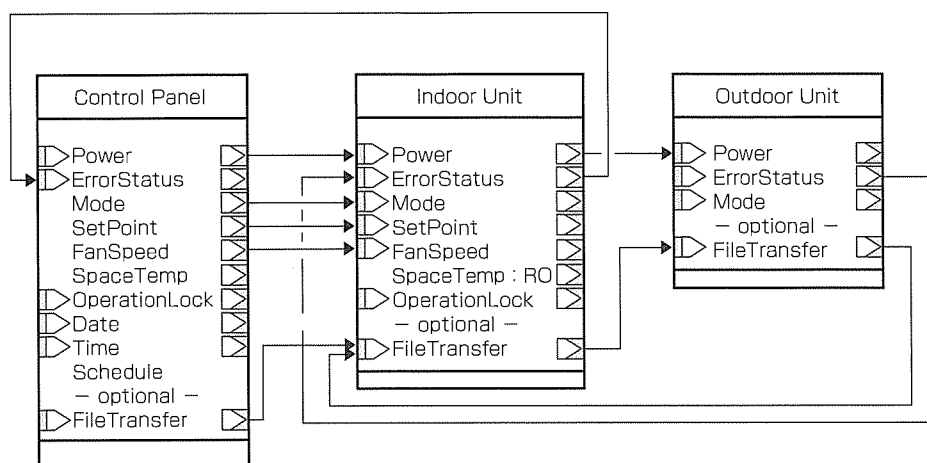 Control Panel
Power
ErrorStatus
Mode
SetPoint
FanSpeed
SpaceTemp
OperationLock
Date
Time
Schedule
— optional —
FileTransfer
Indoor Unit
Power
ErrorStatus
Mode
SetPoint
FanSpeed
SpaceTemp : RO
OperationLock
— optional —
FileTransfer
Outdoor Unit
Power
ErrorStatus
Mode
— optional —
FileTransfer